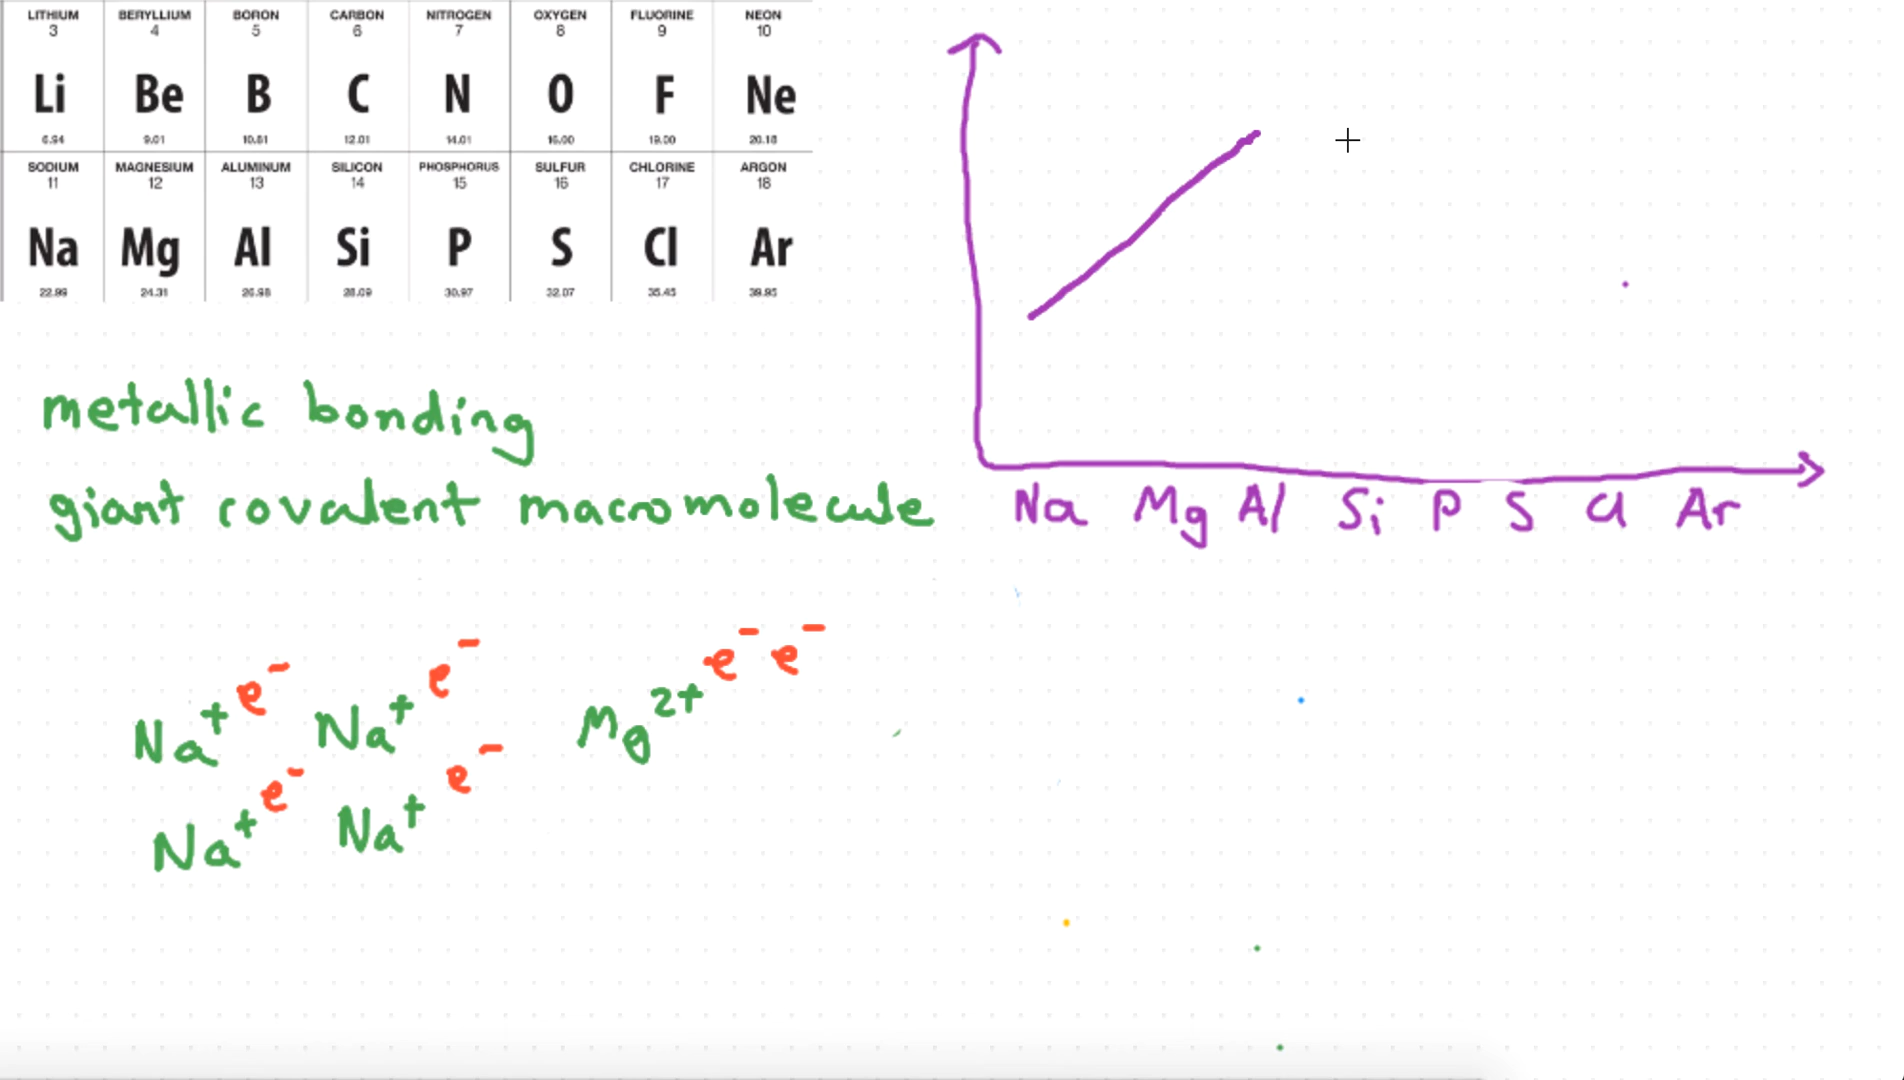 LITHIUM BERYLLIUM BORON CARBON NITROGEN OXYGEN FLUORINE NEON
3 4 5 6 7 8 9 10
Li Be B C N O F Ne
6.94 9.01 10.81 12.01 14.01 16.00 19.00 20.18
SODIUM MAGNESIUM ALUMINUM SILICON PHOSPHORUS SULFUR CHLORINE ARGON
11 12 13 14 15 16 17 18
Na Mg Al Si P S Cl Ar
22.99 24.31 26.98 28.09 30.97 32.07 35.45 39.95
metallic bonding
giant covalent macromolecule
Na Mg Al Si P S Cl Ar
Na⁺ e⁻ Na⁺ e⁻ Mg²⁺ e⁻ e⁻
Na⁺ e⁻ Na⁺ e⁻